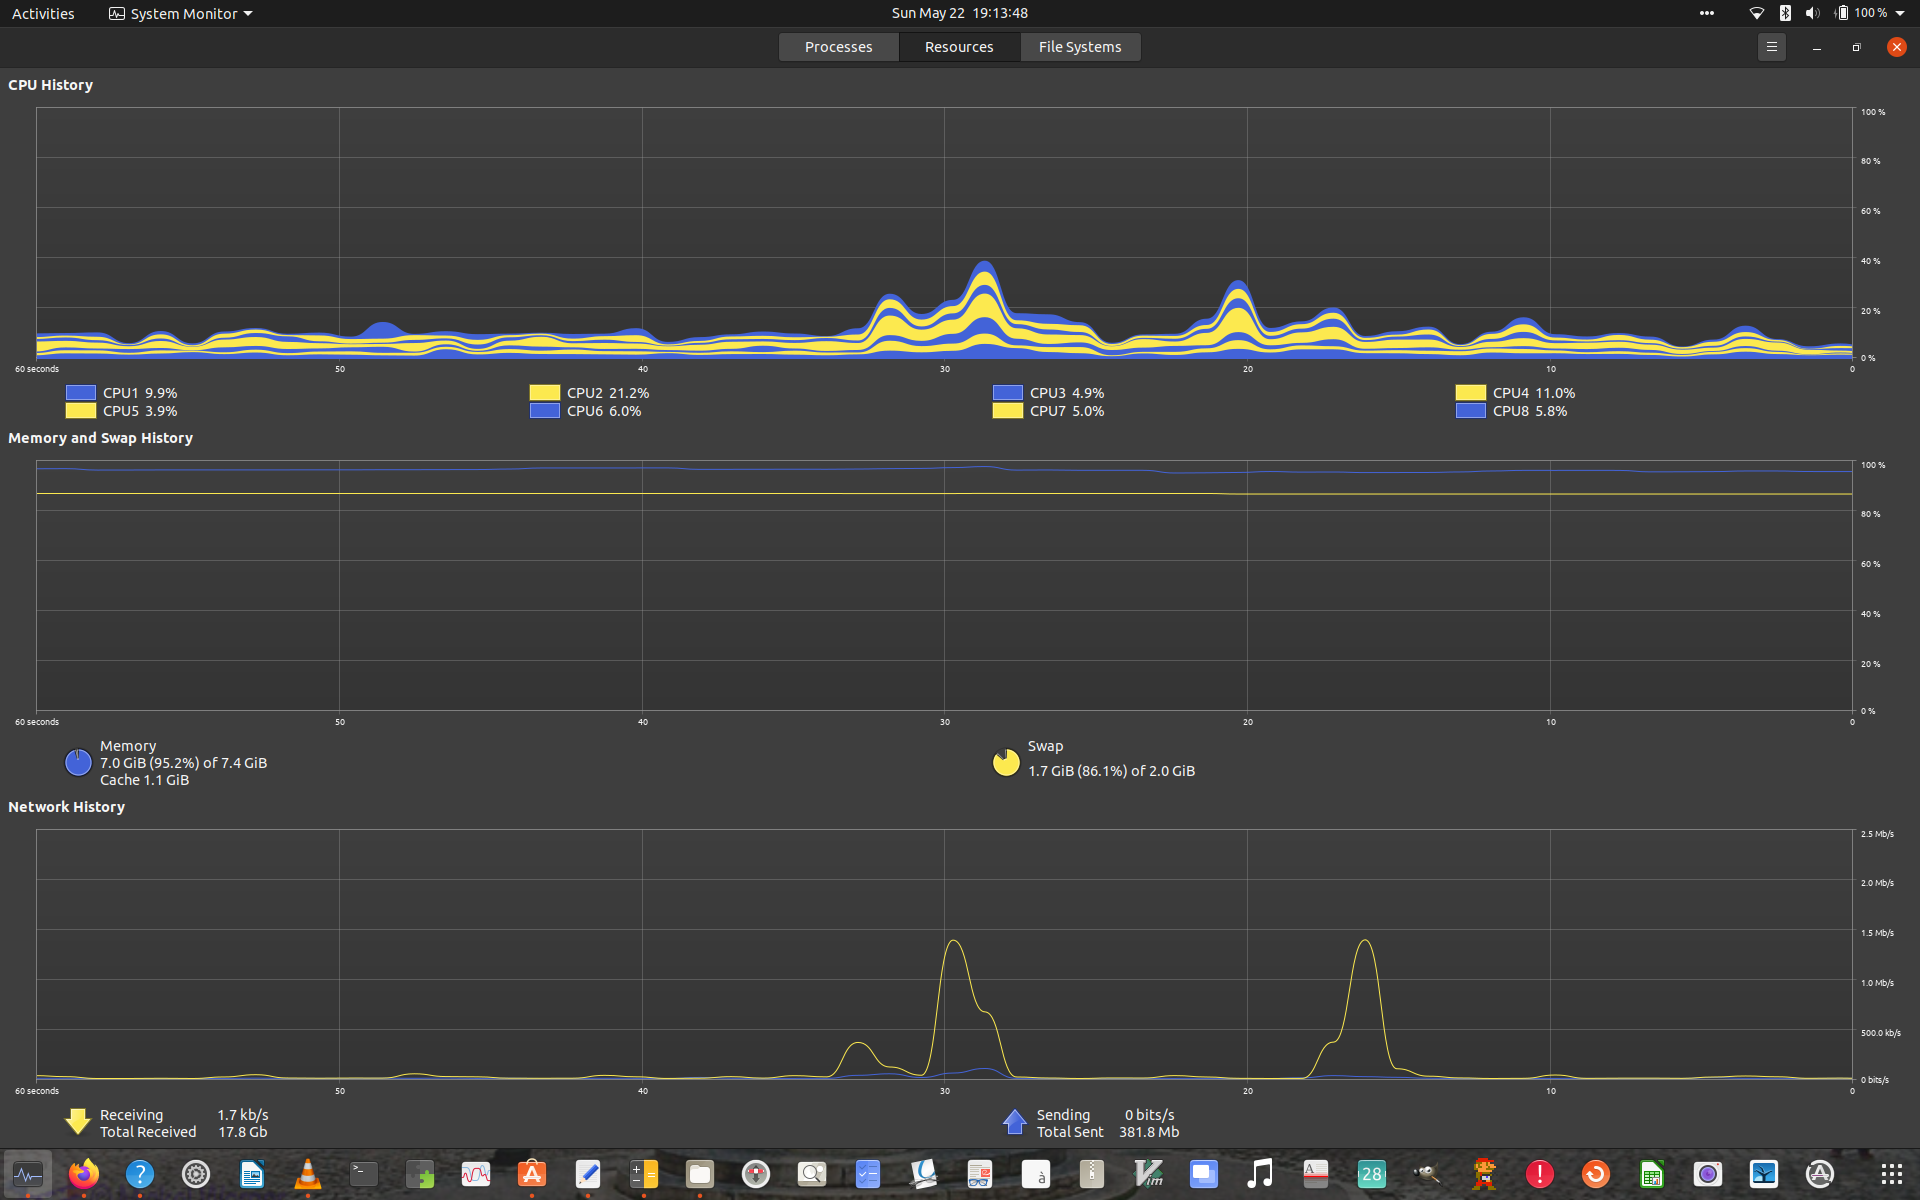 Activities System Monitor Sun May 22 19:13:48 100 %
Processes Resources File Systems
CPU History
100 %
80 %
60 %
40 %
20 %
0 %
60 seconds 50 40 30 20 10 0
CPU1 9.9% CPU2 21.2% CPU3 4.9% CPU4 11.0%
CPU5 3.9% CPU6 6.0% CPU7 5.0% CPU8 5.8%
Memory and Swap History
100 %
80 %
60 %
40 %
20 %
0 %
60 seconds 50 40 30 20 10 0
Memory Swap
7.0 GiB (95.2%) of 7.4 GiB 1.7 GiB (86.1%) of 2.0 GiB
Cache 1.1 GiB
Network History
2.5 Mb/s
2.0 Mb/s
1.5 Mb/s
1.0 Mb/s
500.0 kb/s
0 bits/s
60 seconds 50 40 30 20 10 0
Receiving 1.7 kb/s Sending 0 bits/s
Total Received 17.8 Gb Total Sent 381.8 Mb
? >_ à Vim A 28 !